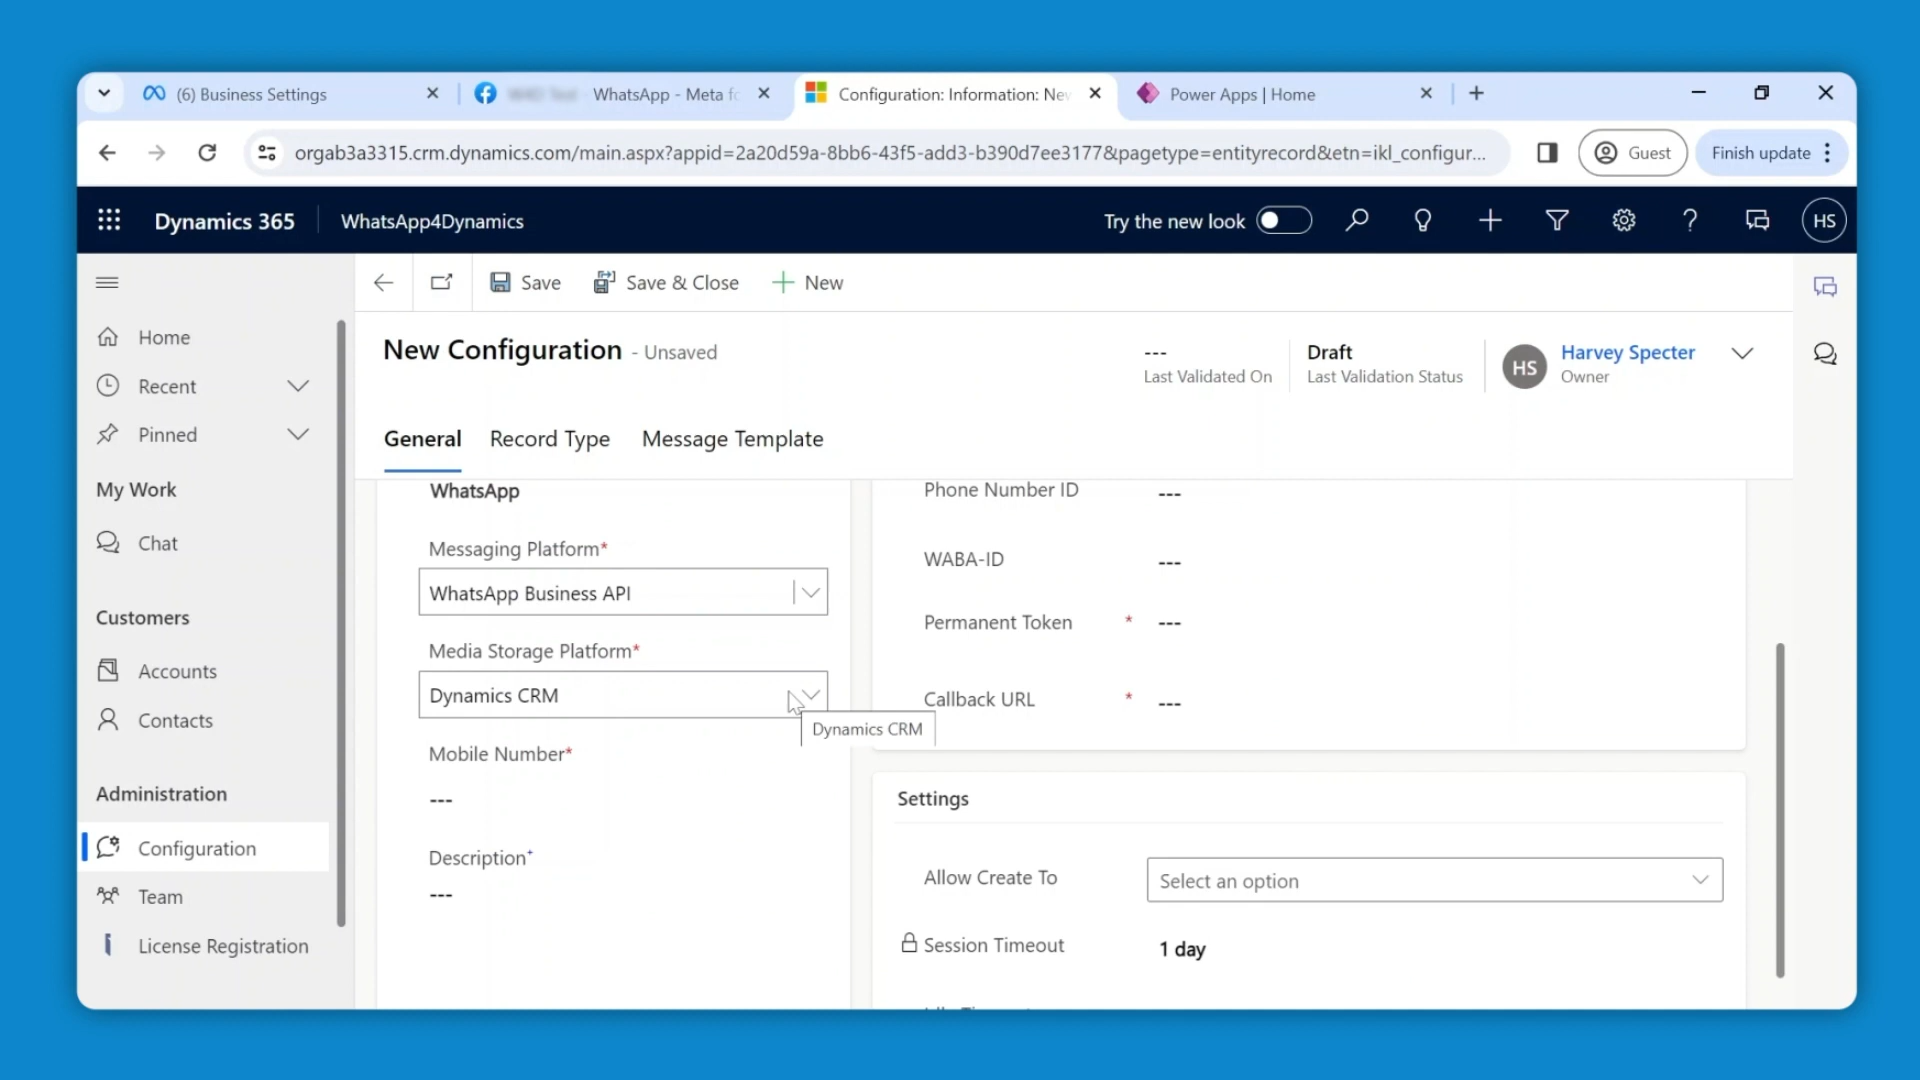 (6) Business Settings
WhatsApp - Meta fo
Configuration: Information: Nev
Power Apps | Home
orgab3a3315.crm.dynamics.com/main.aspx?appid=2a20d59a-8bb6-43f5-add3-b390d7ee3177&pagetype=entityrecord&etn=ikl_configur...
Guest
Finish update
Dynamics 365
WhatsApp4Dynamics
Try the new look
HS
Save
Save & Close
New
Home
Recent
Pinned
My Work
Chat
Customers
Accounts
Contacts
Administration
Configuration
Team
License Registration
New Configuration - Unsaved
---
Last Validated On
Draft
Last Validation Status
HS
Harvey Specter
Owner
General
Record Type
Message Template
WhatsApp
Messaging Platform*
WhatsApp Business API
Media Storage Platform*
Dynamics CRM
Dynamics CRM
Mobile Number*
---
Description+
---
Phone Number ID
---
WABA-ID
---
Permanent Token * ---
Callback URL * ---
Settings
Allow Create To
Select an option
Session Timeout
1 day